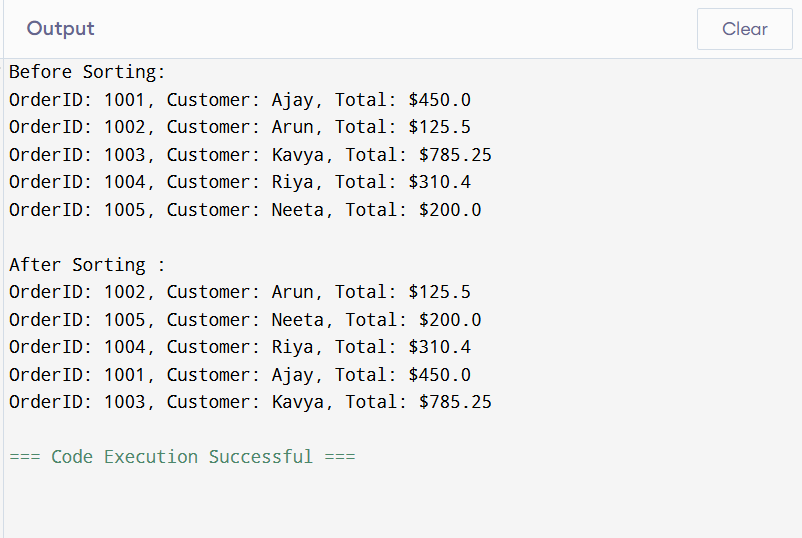 Output
Clear
Before Sorting:
OrderID: 1001, Customer: Ajay, Total: $450.0
OrderID: 1002, Customer: Arun, Total: $125.5
OrderID: 1003, Customer: Kavya, Total: $785.25
OrderID: 1004, Customer: Riya, Total: $310.4
OrderID: 1005, Customer: Neeta, Total: $200.0
After Sorting :
OrderID: 1002, Customer: Arun, Total: $125.5
OrderID: 1005, Customer: Neeta, Total: $200.0
OrderID: 1004, Customer: Riya, Total: $310.4
OrderID: 1001, Customer: Ajay, Total: $450.0
OrderID: 1003, Customer: Kavya, Total: $785.25
=== Code Execution Successful ===